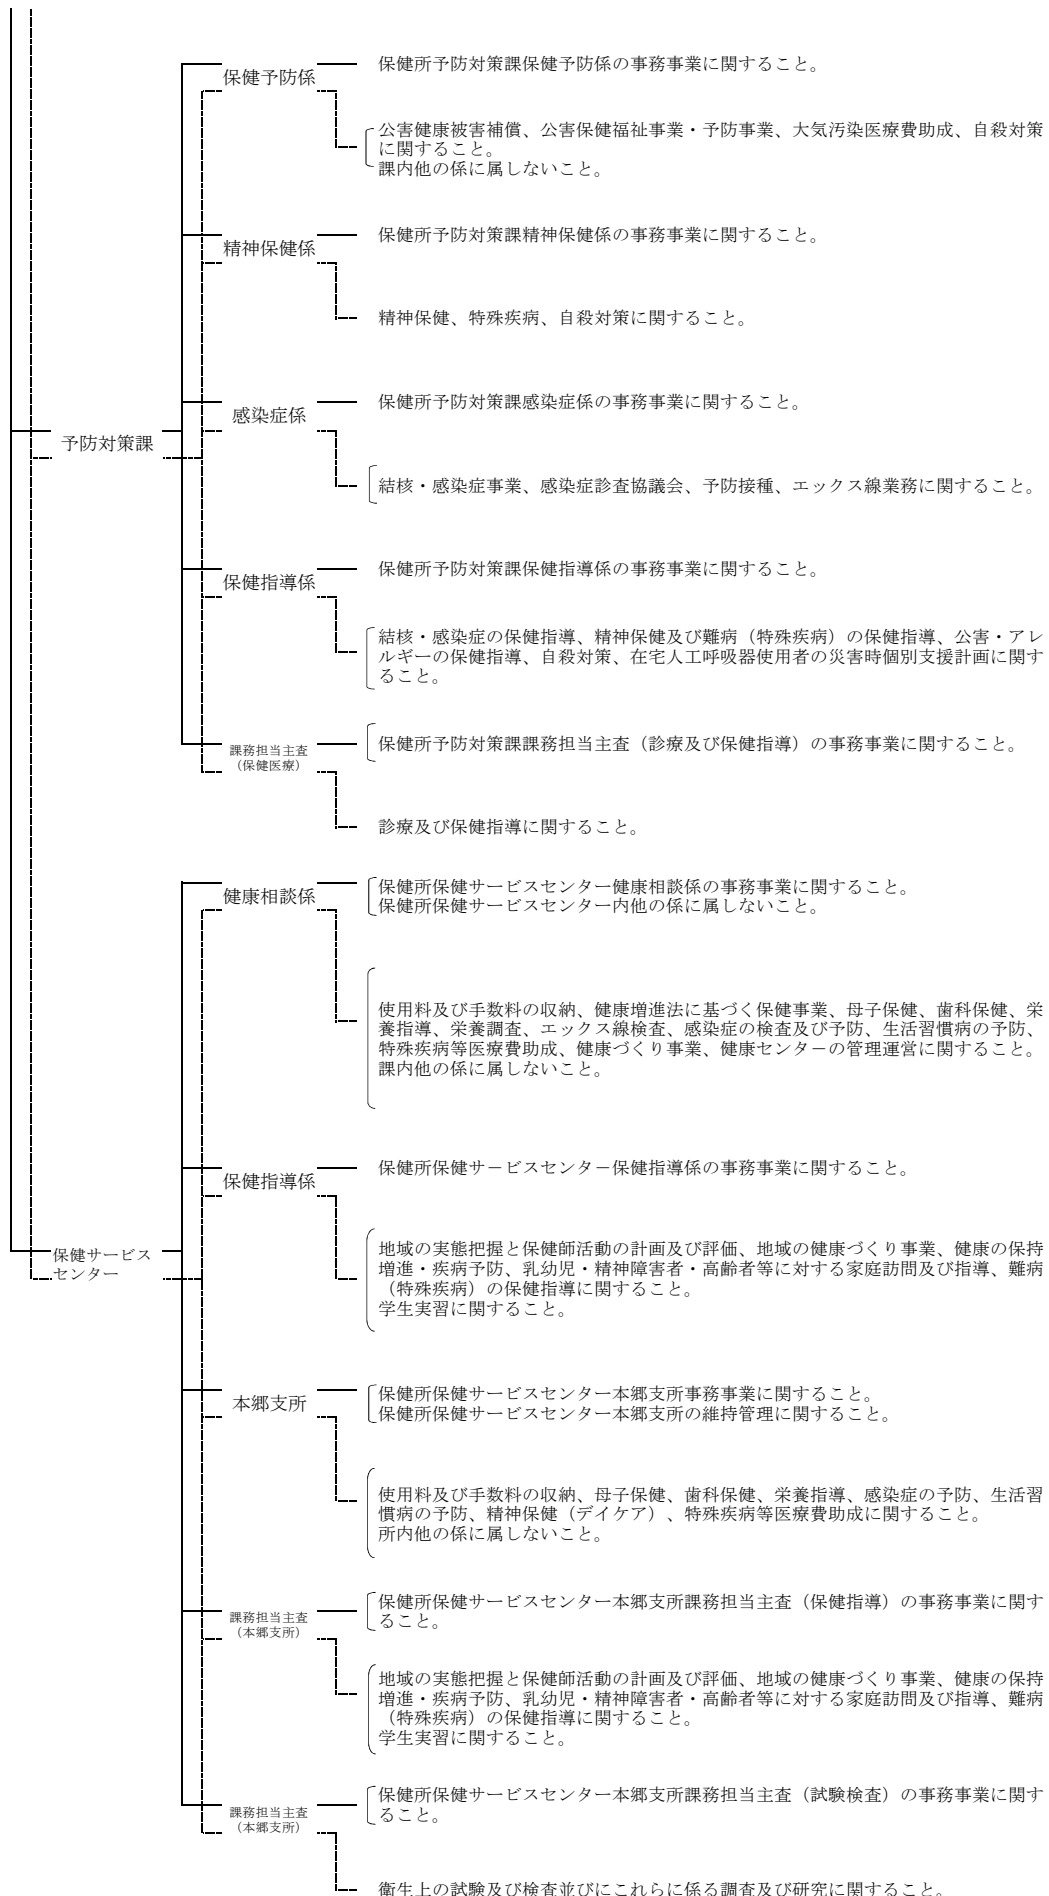 保健予防係
保健所予防対策課保健予防係の事務事業に関すること。
公害健康被害補償、公害保健福祉事業・予防事業、大気汚染医療費助成、自殺対策
に関すること。
課内他の係に属しないこと。
精神保健係
保健所予防対策課精神保健係の事務事業に関すること。
精神保健、特殊疾病、自殺対策に関すること。
感染症係
保健所予防対策課感染症係の事務事業に関すること。
予防対策課
結核・感染症事業、感染症診査協議会、予防接種、エックス線業務に関すること。
保健指導係
保健所予防対策課保健指導係の事務事業に関すること。
結核・感染症の保健指導、精神保健及び難病（特殊疾病）の保健指導、公害・アレ
ルギーの保健指導、自殺対策、在宅人工呼吸器使用者の災害時個別支援計画に関す
ること。
課務担当主査
（保健医療）
保健所予防対策課課務担当主査（診療及び保健指導）の事務事業に関すること。
診療及び保健指導に関すること。
健康相談係
保健所保健サービスセンター健康相談係の事務事業に関すること。
保健所保健サービスセンター内他の係に属しないこと。
使用料及び手数料の収納、健康増進法に基づく保健事業、母子保健、歯科保健、栄
養指導、栄養調査、エックス線検査、感染症の検査及び予防、生活習慣病の予防、
特殊疾病等医療費助成、健康づくり事業、健康センタ－の管理運営に関すること。
課内他の係に属しないこと。
保健指導係
保健所保健サ－ビスセンタ－保健指導係の事務事業に関すること。
保健サービス
センター
地域の実態把握と保健師活動の計画及び評価、地域の健康づくり事業、健康の保持
増進・疾病予防、乳幼児・精神障害者・高齢者等に対する家庭訪問及び指導、難病
（特殊疾病）の保健指導に関すること。
学生実習に関すること。
本郷支所
保健所保健サービスセンター本郷支所事務事業に関すること。
保健所保健サービスセンター本郷支所の維持管理に関すること。
使用料及び手数料の収納、母子保健、歯科保健、栄養指導、感染症の予防、生活習
慣病の予防、精神保健（デイケア）、特殊疾病等医療費助成に関すること。
所内他の係に属しないこと。
課務担当主査
（本郷支所）
保健所保健サービスセンター本郷支所課務担当主査（保健指導）の事務事業に関す
ること。
地域の実態把握と保健師活動の計画及び評価、地域の健康づくり事業、健康の保持
増進・疾病予防、乳幼児・精神障害者・高齢者等に対する家庭訪問及び指導、難病
（特殊疾病）の保健指導に関すること。
学生実習に関すること。
課務担当主査
（本郷支所）
保健所保健サービスセンター本郷支所課務担当主査（試験検査）の事務事業に関す
ること。
衛生上の試験及び検査並びにこれらに係る調査及び研究に関すること。